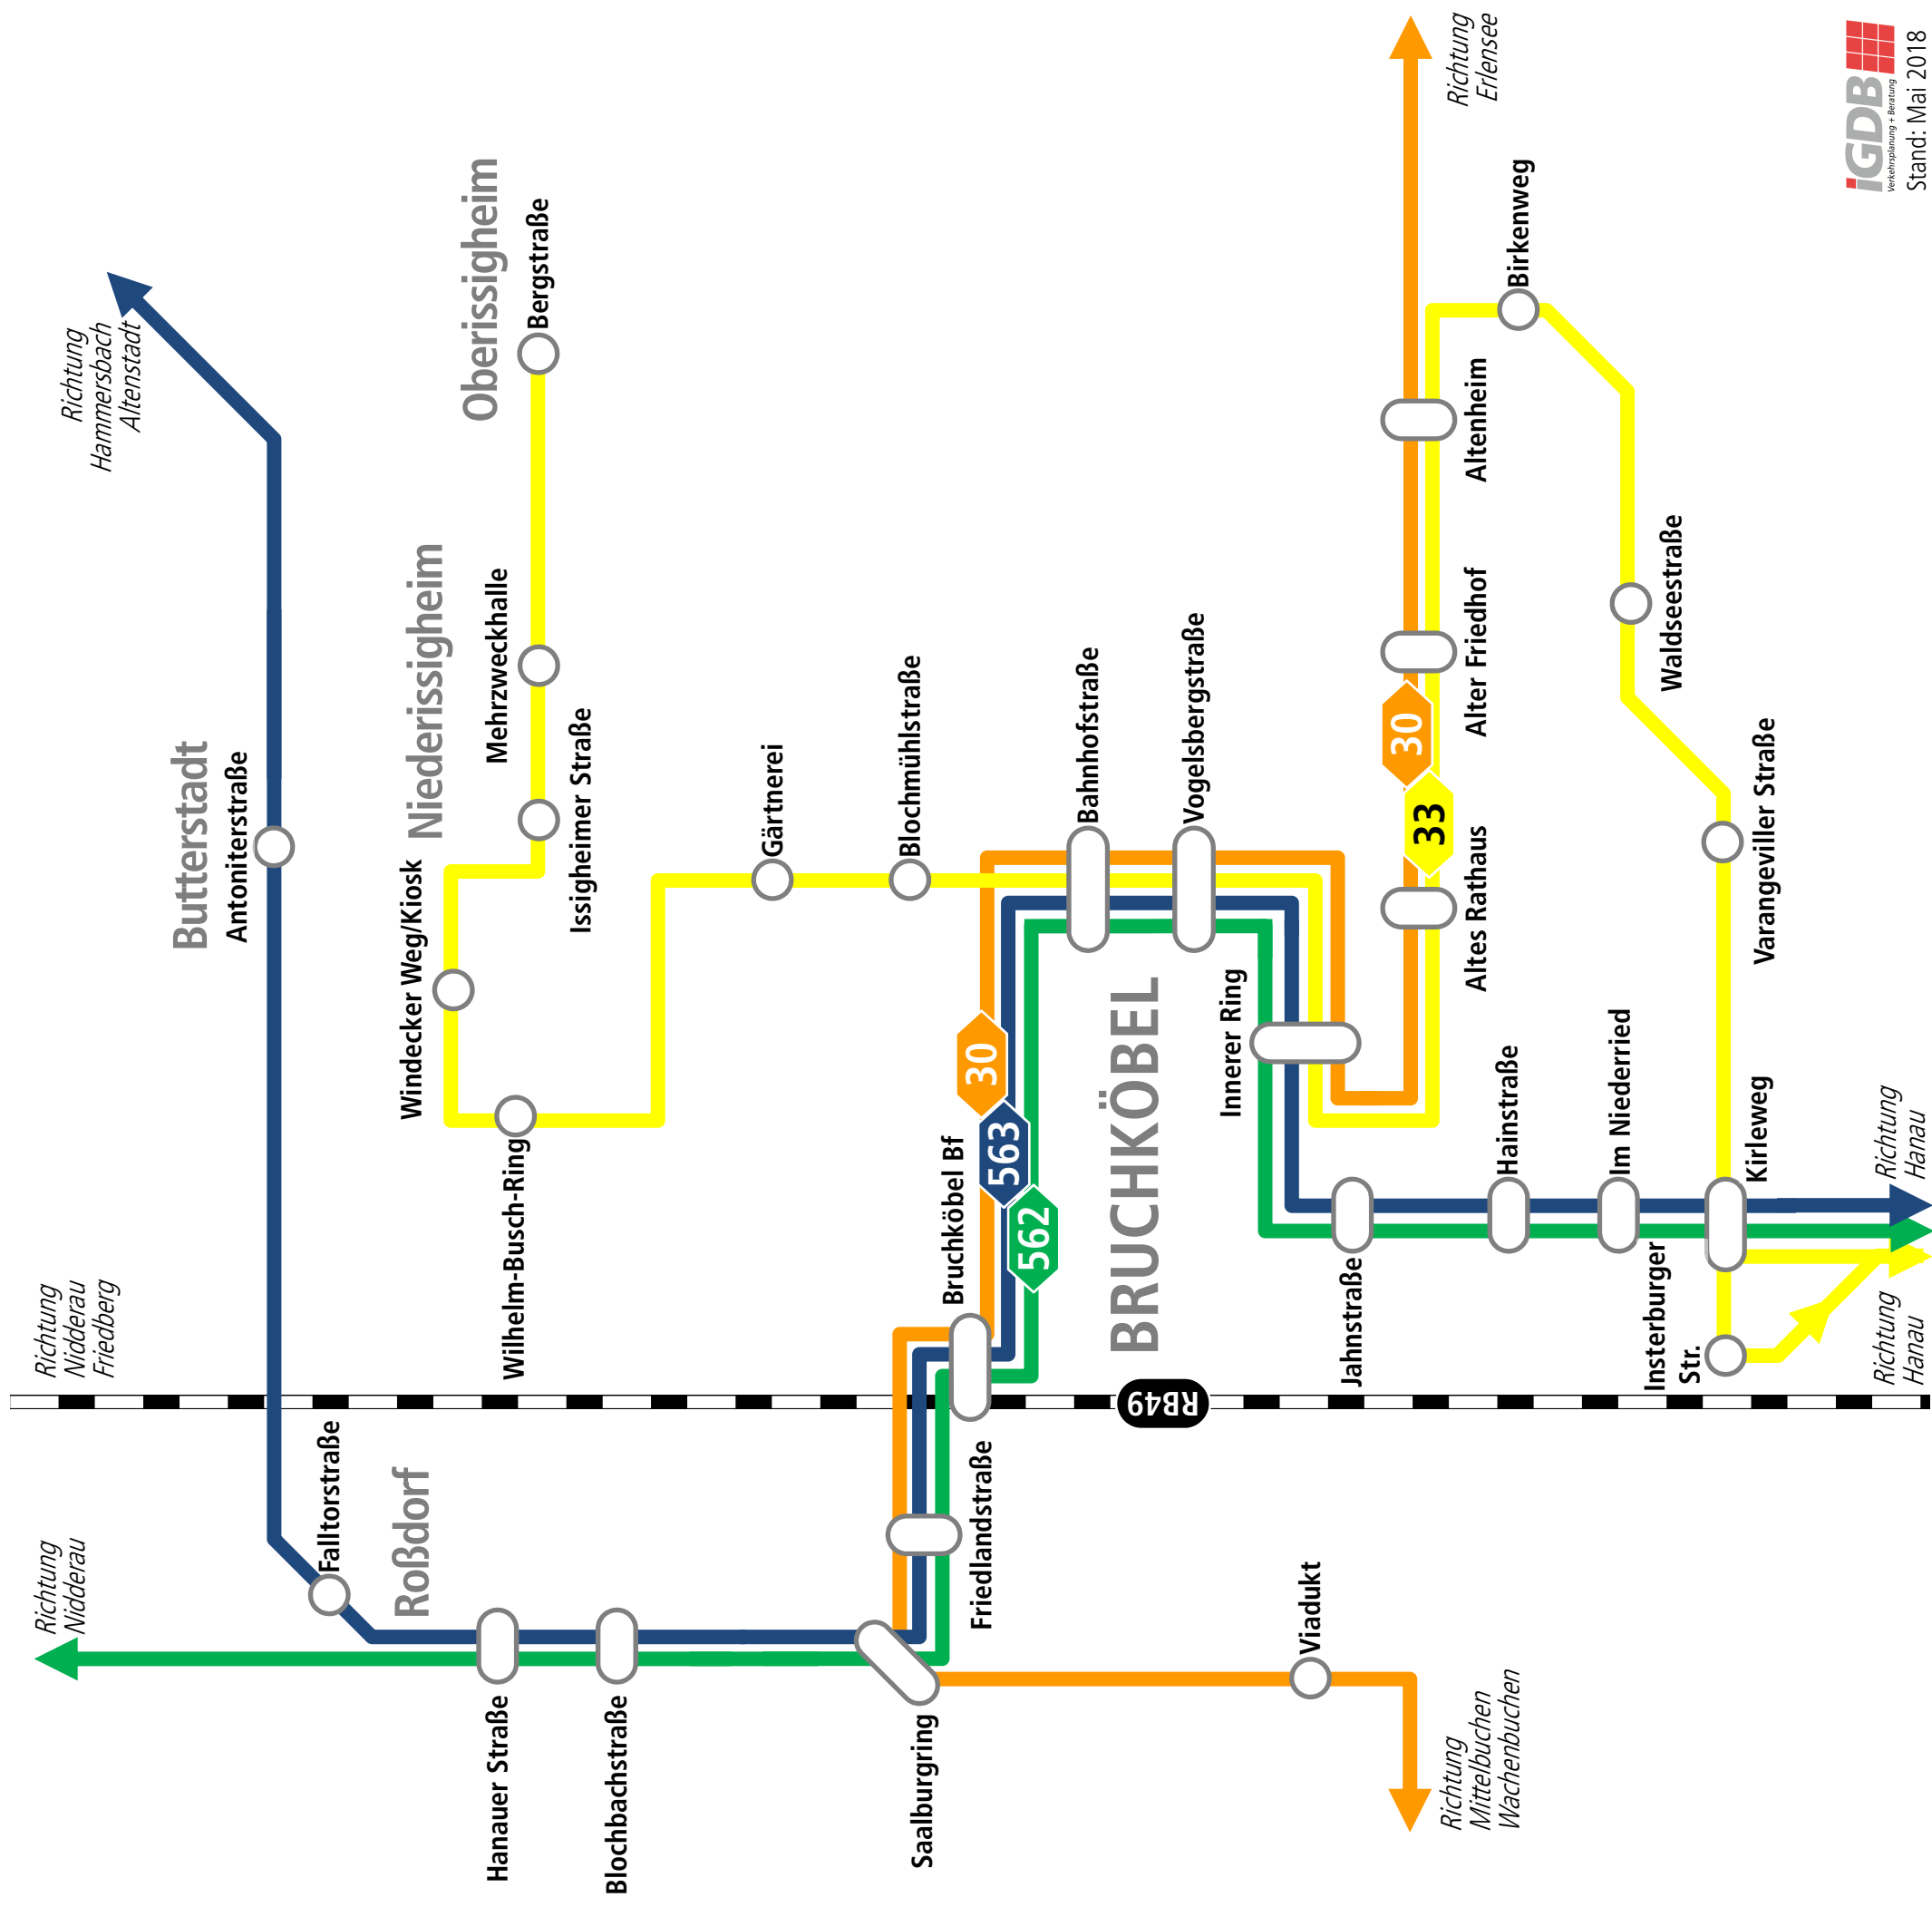 Richtung
Hammersbach
Altenstadt
Butterstadt
Antoniterstraße
Oberissigheim
Bergstraße
Niederissigheim
Mehrzweckhalle
Issigheimer Straße
Windecker Weg/Kiosk
Wilhelm-Busch-Ring
Gärtnerei
Blochmühlstraße
Bahnhofstraße
Vogelsbergstraße
Richtung
Nidderau
Friedberg
Richtung
Nidderau
Falltorstraße
Roßdorf
Hanauer Straße
Blochbachstraße
Saalburgring
Friedlandstraße
Bruchköbel Bf
30
563
562
BRUCHKÖBEL
RB49
Viadukt
Richtung
Mittelbuchen
Wachenbuchen
Innerer Ring
Altes Rathaus
30
33
Alter Friedhof
Altenheim
Richtung
Erlensee
Birkenweg
Waldseestraße
Varangeviller Straße
Jahnstraße
Hainstraße
Im Niederried
Kirleweg
Insterburger
Str.
Richtung
Hanau
Richtung
Hanau
iGDB
Verkehrsplanung + Beratung
Stand: Mai 2018